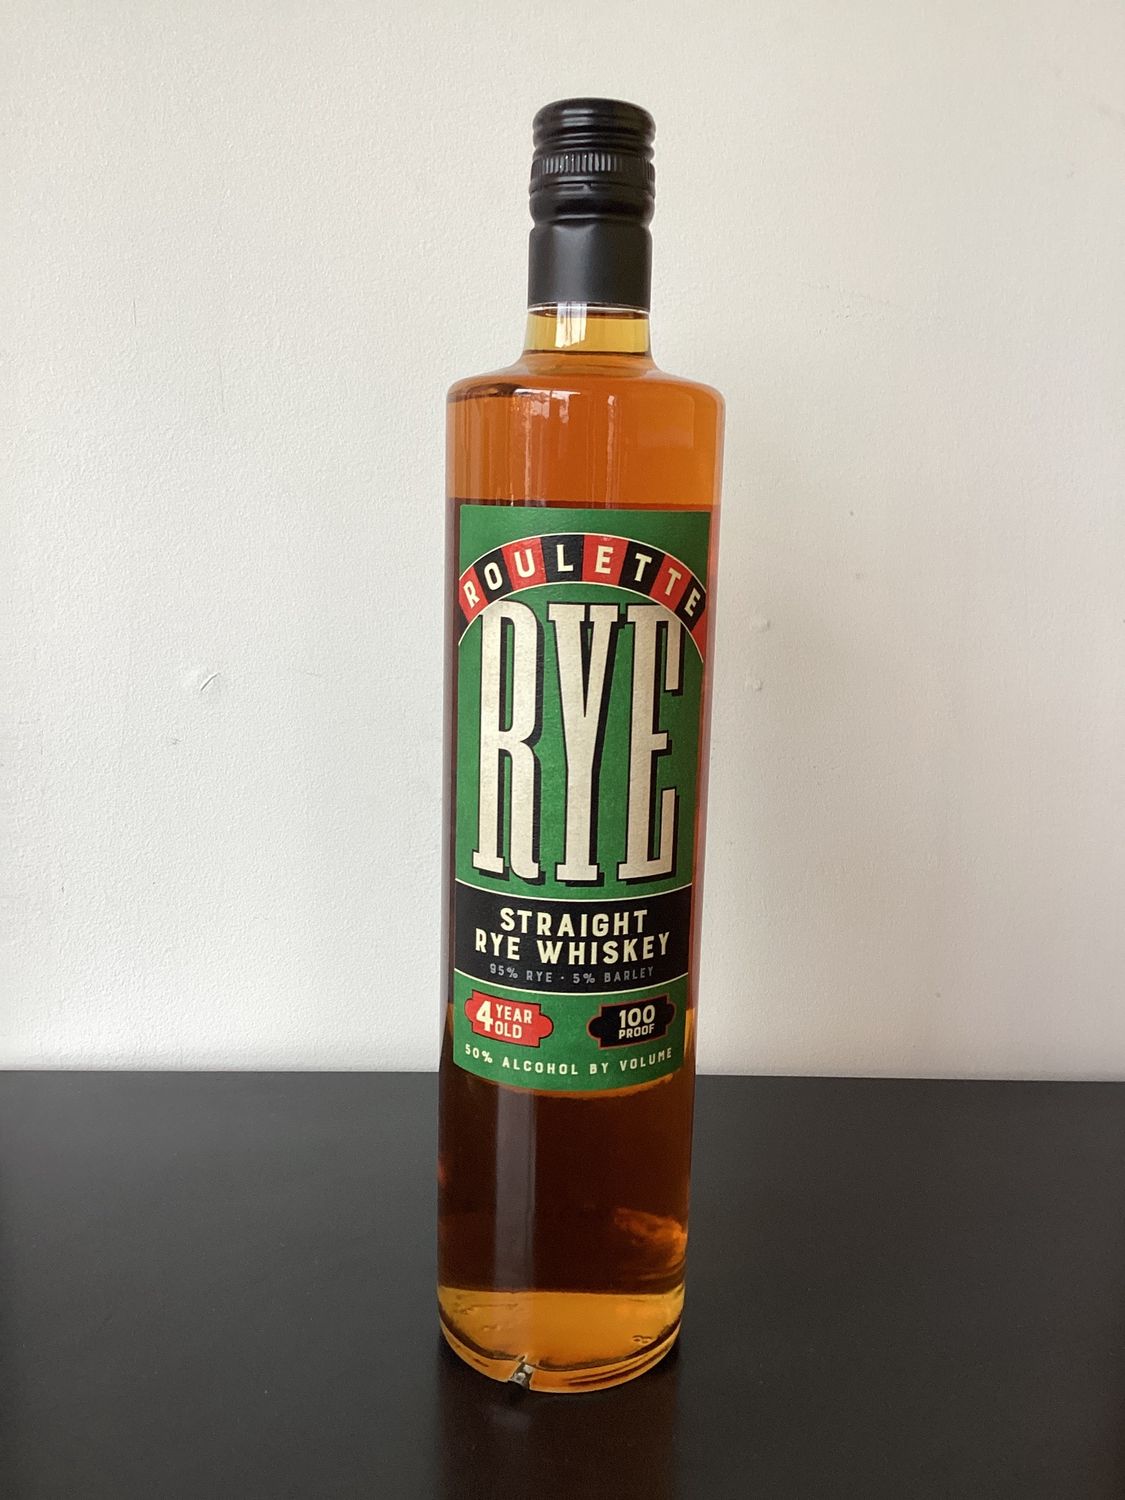 ROULETTE
RYE
STRAIGHT
RYE WHISKEY
95% RYE · 5% BARLEY
4 YEAR OLD
100 PROOF
50% ALCOHOL BY VOLUME